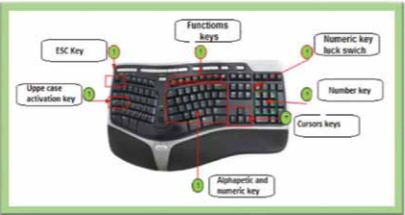 Functioms
keys
Numeric key
luck swich
ESC Key
Uppe case
activation key
Number key
Cursors keys
Alphapetic and
numeric key